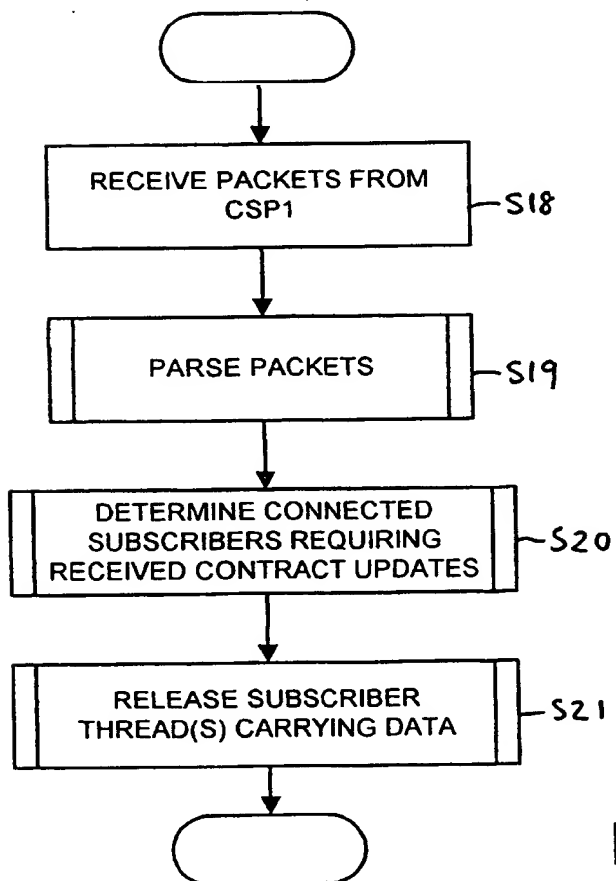 RECEIVE PACKETS FROM
CSP1
S18
PARSE PACKETS
S19
DETERMINE CONNECTED
SUBSCRIBERS REQUIRING
RECEIVED CONTRACT UPDATES
S20
RELEASE SUBSCRIBER
THREAD(S) CARRYING DATA
S21